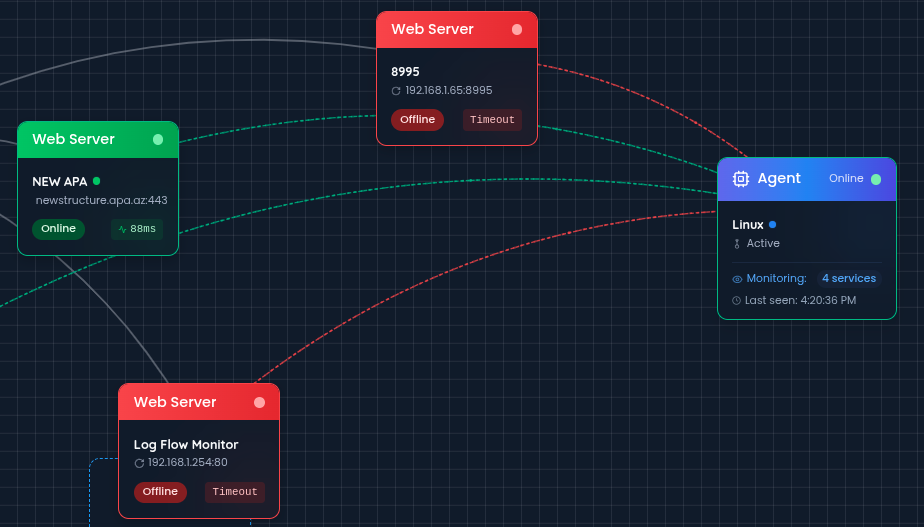 Web Server
8995
192.168.1.65:8995
Offline Timeout
Web Server
NEW APA
newstructure.apa.az:443
Online 88ms
Agent Online
Linux
Active
Monitoring: 4 services
Last seen: 4:20:36 PM
Web Server
Log Flow Monitor
192.168.1.254:80
Offline Timeout